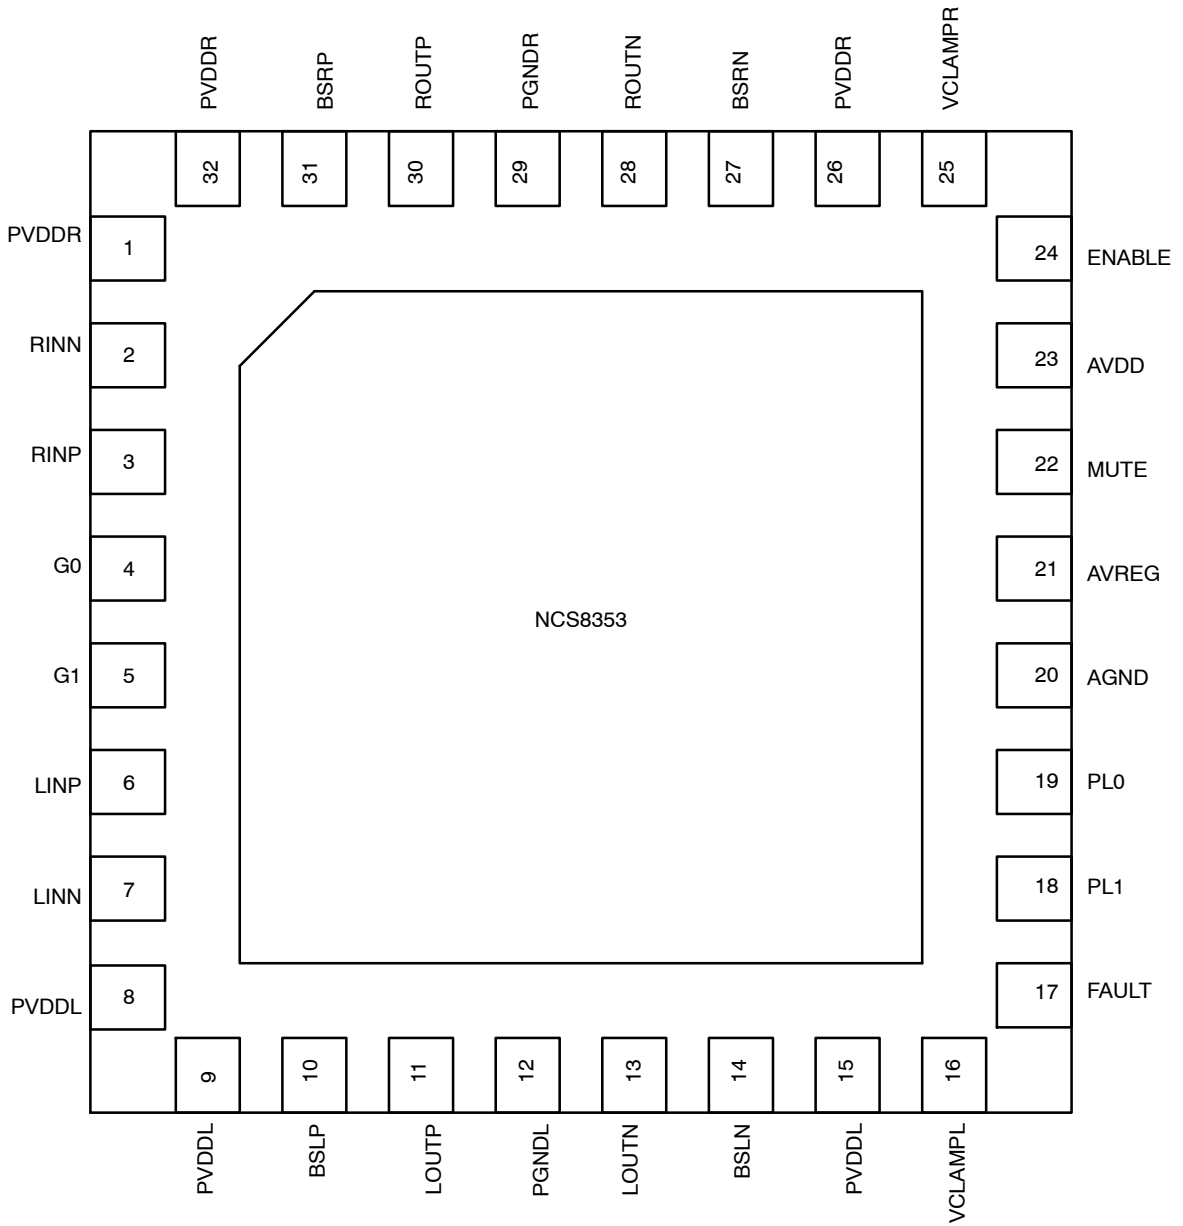 PVDDR
BSRP
ROUTP
PGNDR
ROUTN
BSRN
PVDDR
VCLAMPR
32
31
30
29
28
27
26
25
PVDDR
1
RINN
2
RINP
3
G0
4
G1
5
LINP
6
LINN
7
PVDDL
8
NCS8353
24
ENABLE
23
AVDD
22
MUTE
21
AVREG
20
AGND
19
PL0
18
PL1
17
FAULT
9
10
11
12
13
14
15
16
PVDDL
BSLP
LOUTP
PGNDL
LOUTN
BSLN
PVDDL
VCLAMPL